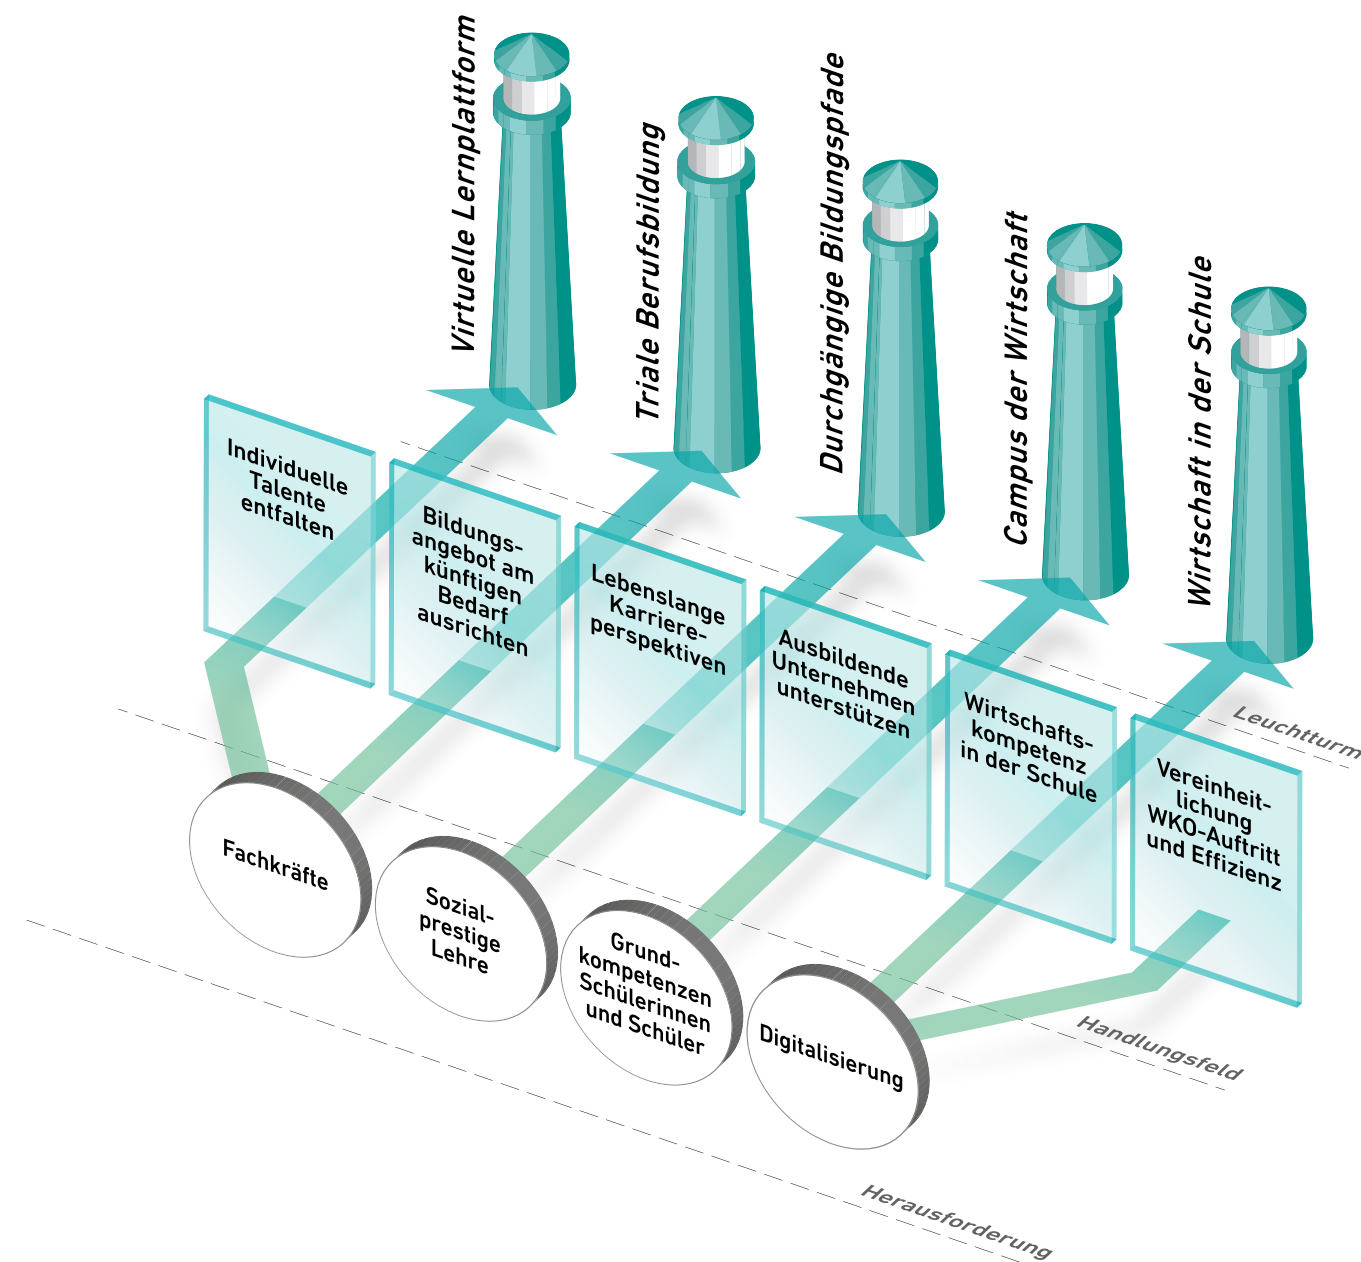 Virtuelle Lernplattform
Triale Berufsbildung
Durchgängige Bildungspfade
Campus der Wirtschaft
Wirtschaft in der Schule
Leuchtturm
Individuelle
Talente
entfalten
Bildungs-
angebot am
künftigen
Bedarf
ausrichten
Lebenslange
Karriere-
perspektiven
Ausbildende
Unternehmen
unterstützen
Wirtschafts-
kompetenz
in der Schule
Vereinheit-
lichung
WKO-Auftritt
und Effizienz
Handlungsfeld
Fachkräfte
Sozial-
prestige
Lehre
Grund-
kompetenzen
Schülerinnen
und Schüler
Digitalisierung
Herausforderung